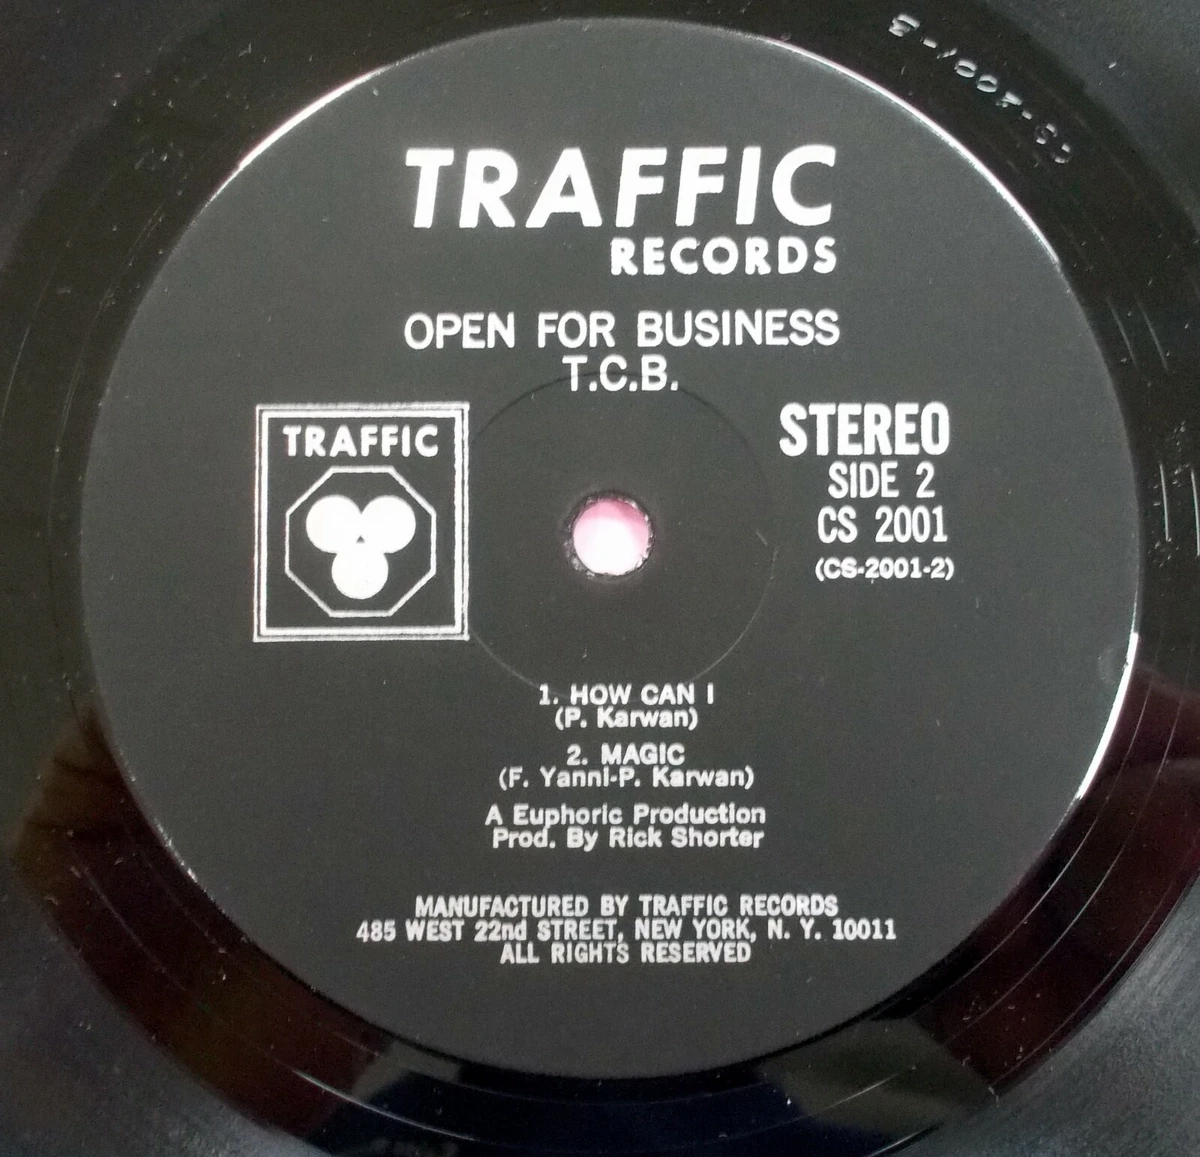 TRAFFIC
RECORDS
OPEN FOR BUSINESS
T.C.B.
TRAFFIC
STEREO
SIDE 2
CS 2001
(CS-2001-2)
1. HOW CAN I
(P. Karwan)
2. MAGIC
(F. Yanni-P. Karwan)
A Euphoric Production
Prod. By Rick Shorter
MANUFACTURED BY TRAFFIC RECORDS
485 WEST 22nd STREET, NEW YORK, N. Y. 10011
ALL RIGHTS RESERVED